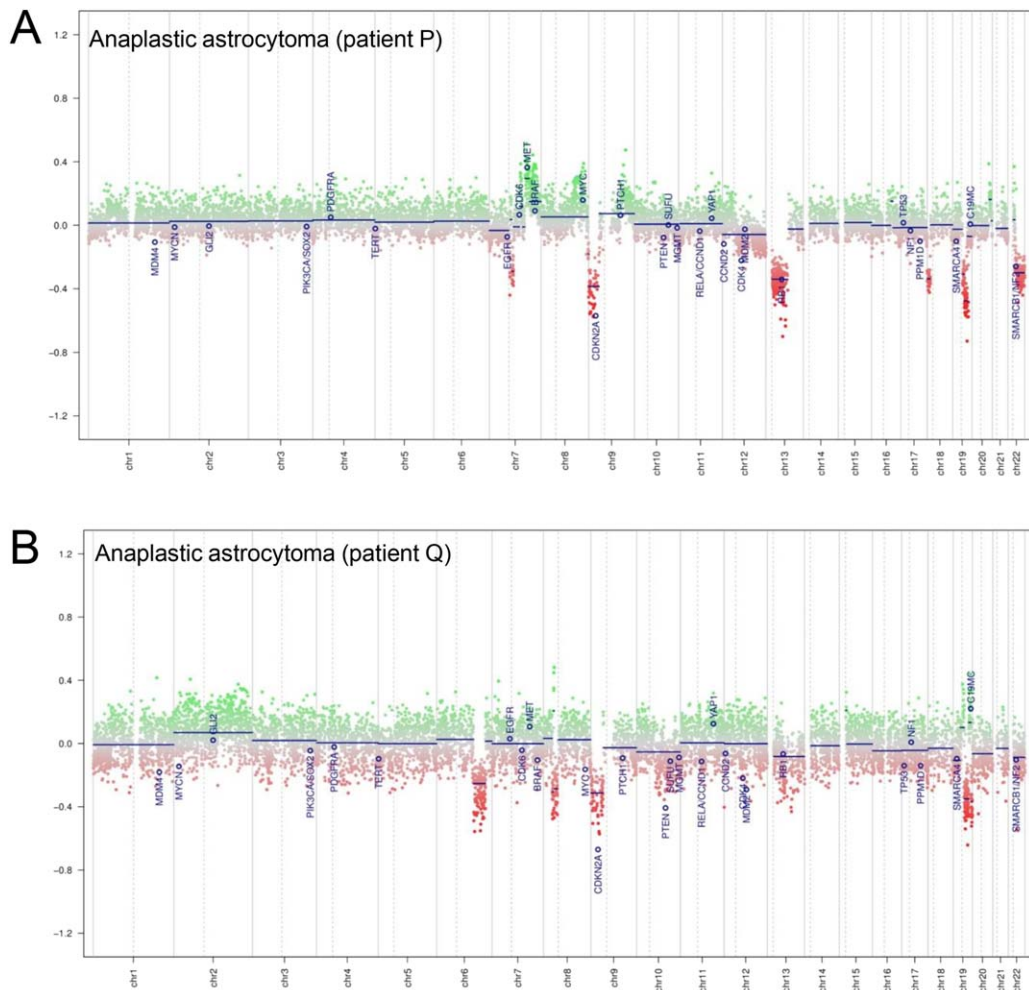 A
Anaplastic astrocytoma (patient P)
1.2
0.8
0.4
0.0
−0.4
−0.8
−1.2
MDM4
MYCN
GLI2
PIK3CA/SOX2
PDGFRA
TERT
EGFR
CDK6
MET
BRAF
MYC
CDKN2A
PTCH1
PTEN
SUFU
MGMT
RELA/CCND1
YAP1
CCND2
CDK4
MDM2
RB1
TP53
NF1
PPM1D
SMARCA4
C19MC
SMARCB1/NF2
chr1
chr2
chr3
chr4
chr5
chr6
chr7
chr8
chr9
chr10
chr11
chr12
chr13
chr14
chr15
chr16
chr17
chr18
chr19
chr20
chr21
chr22
B
Anaplastic astrocytoma (patient Q)
1.2
0.8
0.4
0.0
−0.4
−0.8
−1.2
MDM4
MYCN
GLI2
PIK3CA/SOX2
PDGFRA
TERT
EGFR
CDK6
MET
BRAF
MYC
CDKN2A
PTCH1
PTEN
SUFU
MGMT
RELA/CCND1
YAP1
CCND2
CDK4
MDM2
RB1
TP53
NF1
PPM1D
SMARCA4
C19MC
SMARCB1/NF2
chr1
chr2
chr3
chr4
chr5
chr6
chr7
chr8
chr9
chr10
chr11
chr12
chr13
chr14
chr15
chr16
chr17
chr18
chr19
chr20
chr21
chr22